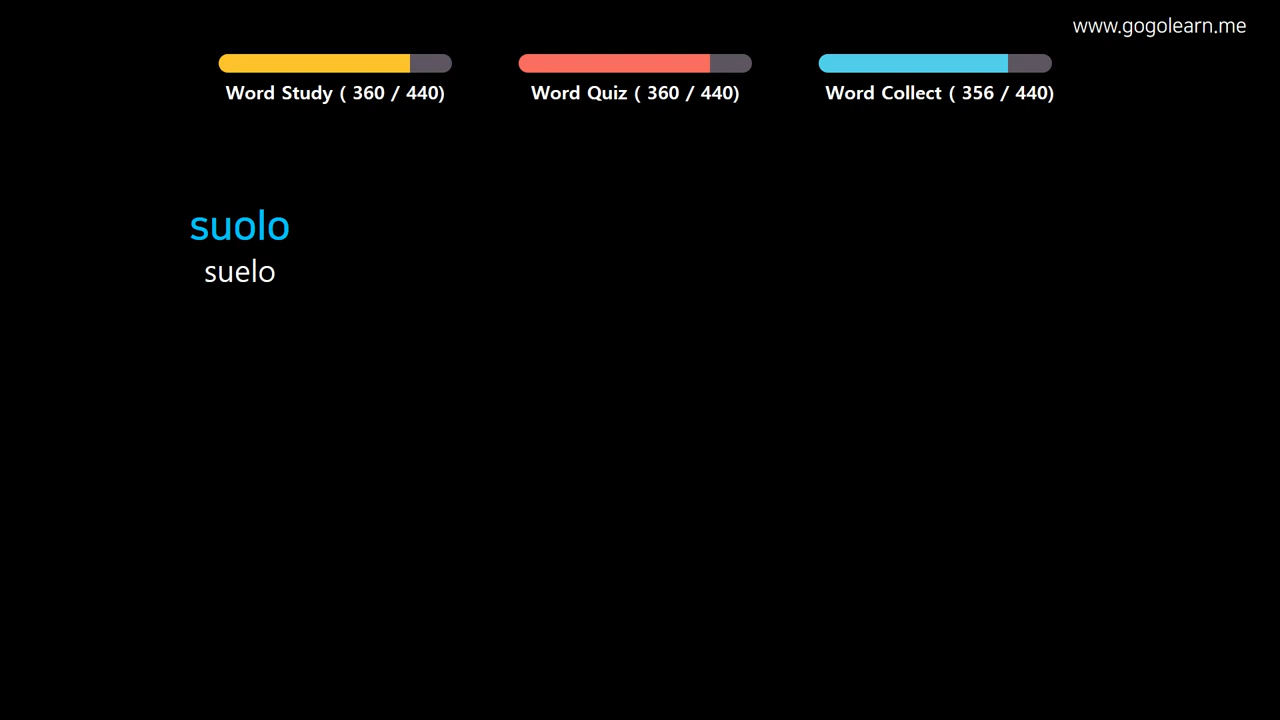 www.gogolearn.me
Word Study ( 360 / 440)
Word Quiz ( 360 / 440)
Word Collect ( 356 / 440)
suolo
suelo